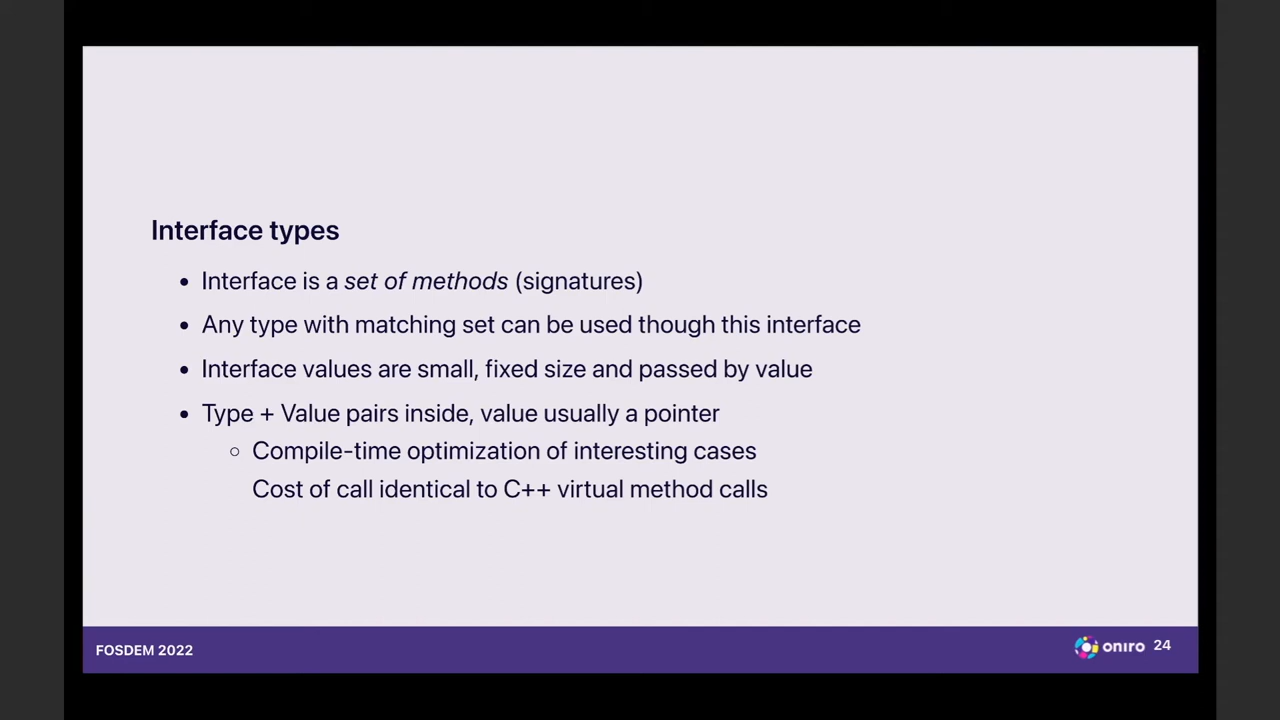 Interface types
• Interface is a set of methods (signatures)
• Any type with matching set can be used though this interface
• Interface values are small, fixed size and passed by value
• Type + Value pairs inside, value usually a pointer
○ Compile-time optimization of interesting cases
Cost of call identical to C++ virtual method calls
FOSDEM 2022
oniro 24